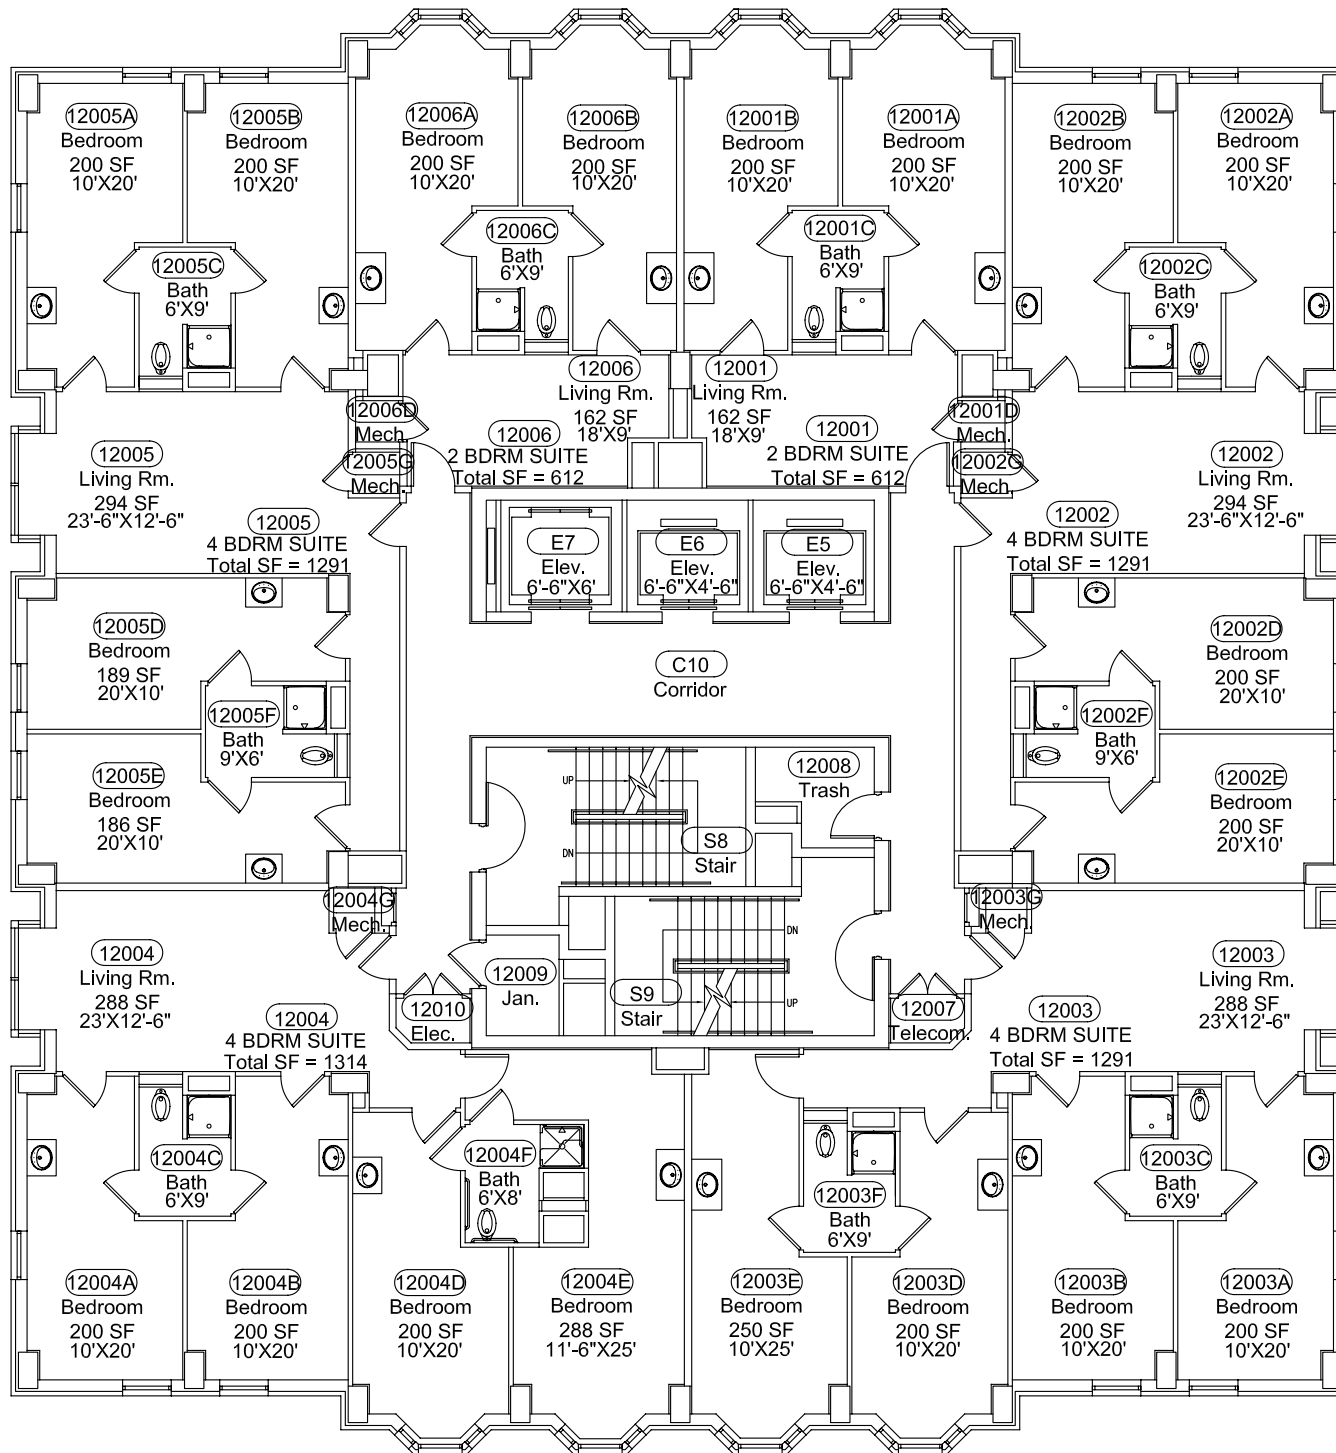 12005A
Bedroom
200 SF
10'X20'
12005B
Bedroom
200 SF
10'X20'
12006A
Bedroom
200 SF
10'X20'
12006B
Bedroom
200 SF
10'X20'
12001B
Bedroom
200 SF
10'X20'
12001A
Bedroom
200 SF
10'X20'
12002B
Bedroom
200 SF
10'X20'
12002A
Bedroom
200 SF
10'X20'
12005C
Bath
6'X9'
12006C
Bath
6'X9'
12001C
Bath
6'X9'
12002C
Bath
6'X9'
12006
Living Rm.
162 SF
18'X9'
12001
Living Rm.
162 SF
18'X9'
12006D
Mech.
12005G
Mech.
12006
2 BDRM SUITE
Total SF = 612
12001
2 BDRM SUITE
Total SF = 612
12001D
Mech.
12002G
Mech.
12005
Living Rm.
294 SF
23'-6"X12'-6"
12005
4 BDRM SUITE
Total SF = 1291
12002
4 BDRM SUITE
Total SF = 1291
12002
Living Rm.
294 SF
23'-6"X12'-6"
E7
Elev.
6'-6"X6'
E6
Elev.
6'-6"X4'-6"
E5
Elev.
6'-6"X4'-6"
12005D
Bedroom
189 SF
20'X10'
C10
Corridor
12002D
Bedroom
200 SF
20'X10'
12005F
Bath
9'X6'
12002F
Bath
9'X6'
12005E
Bedroom
186 SF
20'X10'
UP
DN
12008
Trash
S8
Stair
12002E
Bedroom
200 SF
20'X10'
12004G
Mech.
12003G
Mech.
12004
Living Rm.
288 SF
23'X12'-6"
12004
4 BDRM SUITE
Total SF = 1314
12010
Elec.
12009
Jan.
S9
Stair
DN
UP
12007
Telecom.
12003
4 BDRM SUITE
Total SF = 1291
12003
Living Rm.
288 SF
23'X12'-6"
12004C
Bath
6'X9'
12004F
Bath
6'X8'
12003F
Bath
6'X9'
12003C
Bath
6'X9'
12004A
Bedroom
200 SF
10'X20'
12004B
Bedroom
200 SF
10'X20'
12004D
Bedroom
200 SF
10'X20'
12004E
Bedroom
288 SF
11'-6"X25'
12003E
Bedroom
250 SF
10'X25'
12003D
Bedroom
200 SF
10'X20'
12003B
Bedroom
200 SF
10'X20'
12003A
Bedroom
200 SF
10'X20'